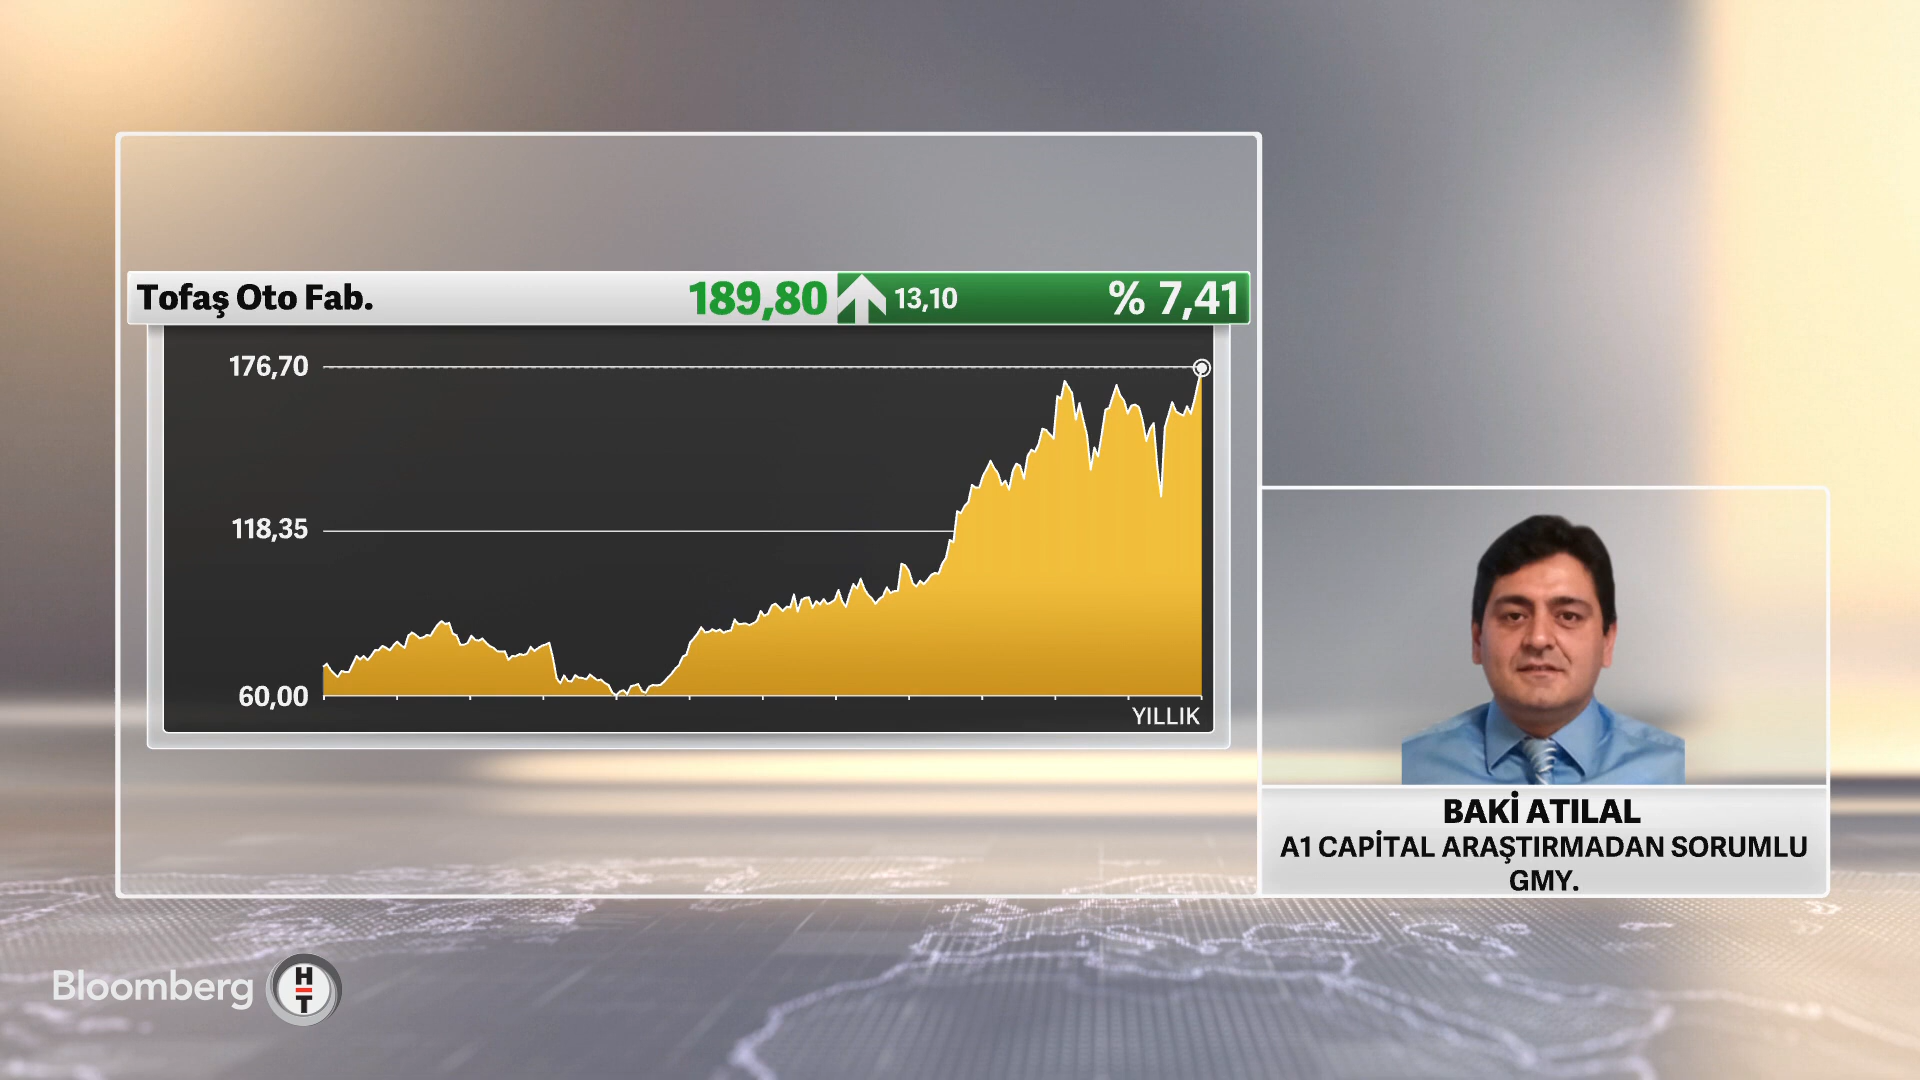 Tofaş Oto Fab. 189,80 13,10 % 7,41
176,70
118,35
60,00
YILLIK
BAKİ ATILAL
A1 CAPİTAL ARAŞTIRMADAN SORUMLU
GMY.
Bloomberg HT